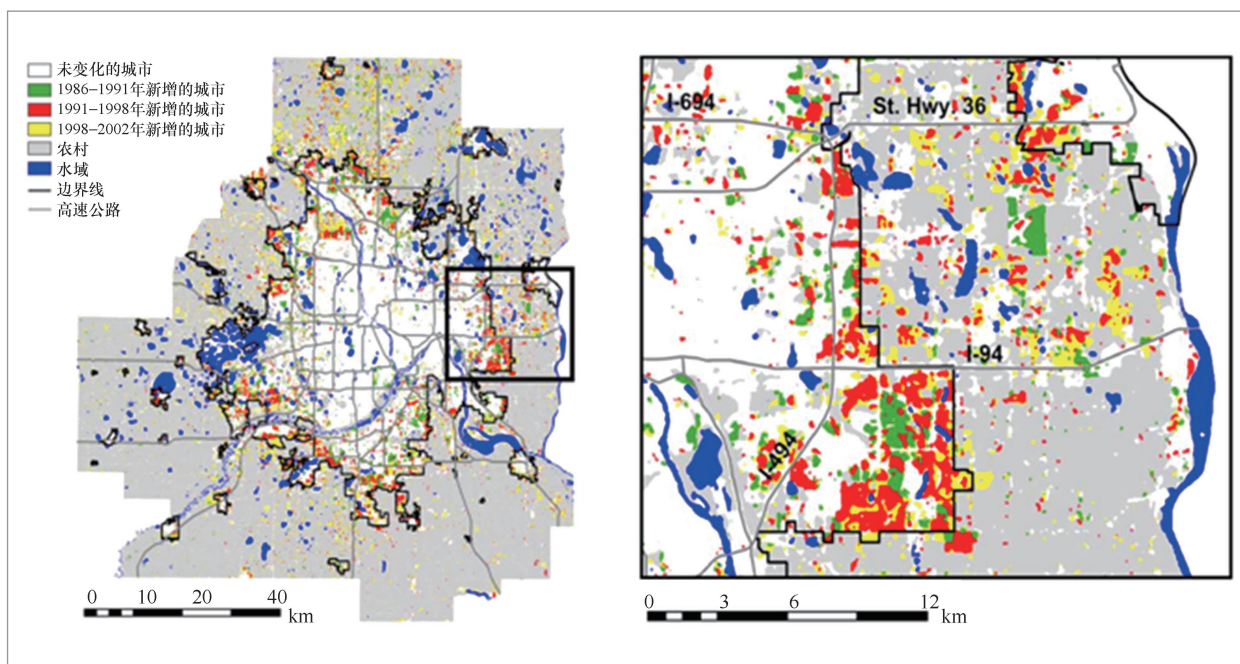 未变化的城市
1986-1991年新增的城市
1991-1998年新增的城市
1998-2002年新增的城市
农村
水域
边界线
高速公路
0 10 20 40
km
I-694
St. Hwy. 36
I-94
I-494
0 3 6 12
km